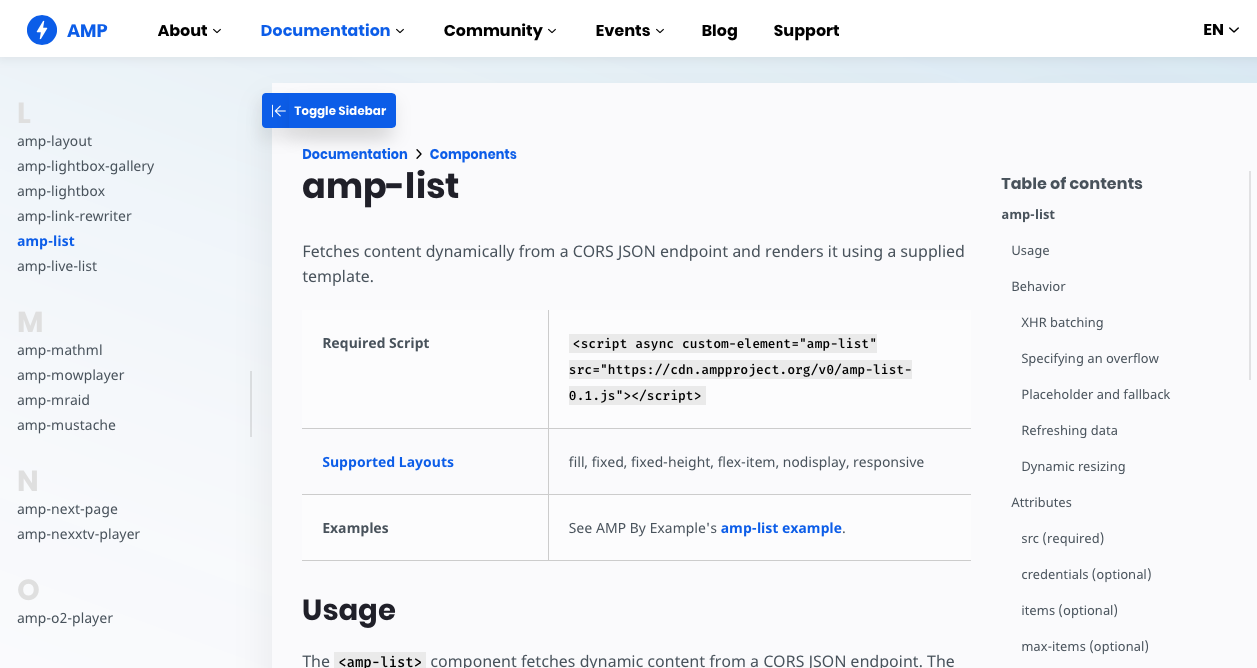 AMP
About
Documentation
Community
Events
Blog
Support
EN
L
amp-layout
amp-lightbox-gallery
amp-lightbox
amp-link-rewriter
amp-list
amp-live-list
M
amp-mathml
amp-mowplayer
amp-mraid
amp-mustache
N
amp-next-page
amp-nexxtv-player
O
amp-o2-player
Toggle Sidebar
Documentation > Components
amp-list
Fetches content dynamically from a CORS JSON endpoint and renders it using a supplied
template.
Required Script
<script async custom-element="amp-list"
src="https://cdn.ampproject.org/v0/amp-list-
0.1.js"></script>
Supported Layouts
fill, fixed, fixed-height, flex-item, nodisplay, responsive
Examples
See AMP By Example's amp-list example.
Usage
The <amp-list> component fetches dynamic content from a CORS JSON endpoint. The
Table of contents
amp-list
Usage
Behavior
XHR batching
Specifying an overflow
Placeholder and fallback
Refreshing data
Dynamic resizing
Attributes
src (required)
credentials (optional)
items (optional)
max-items (optional)